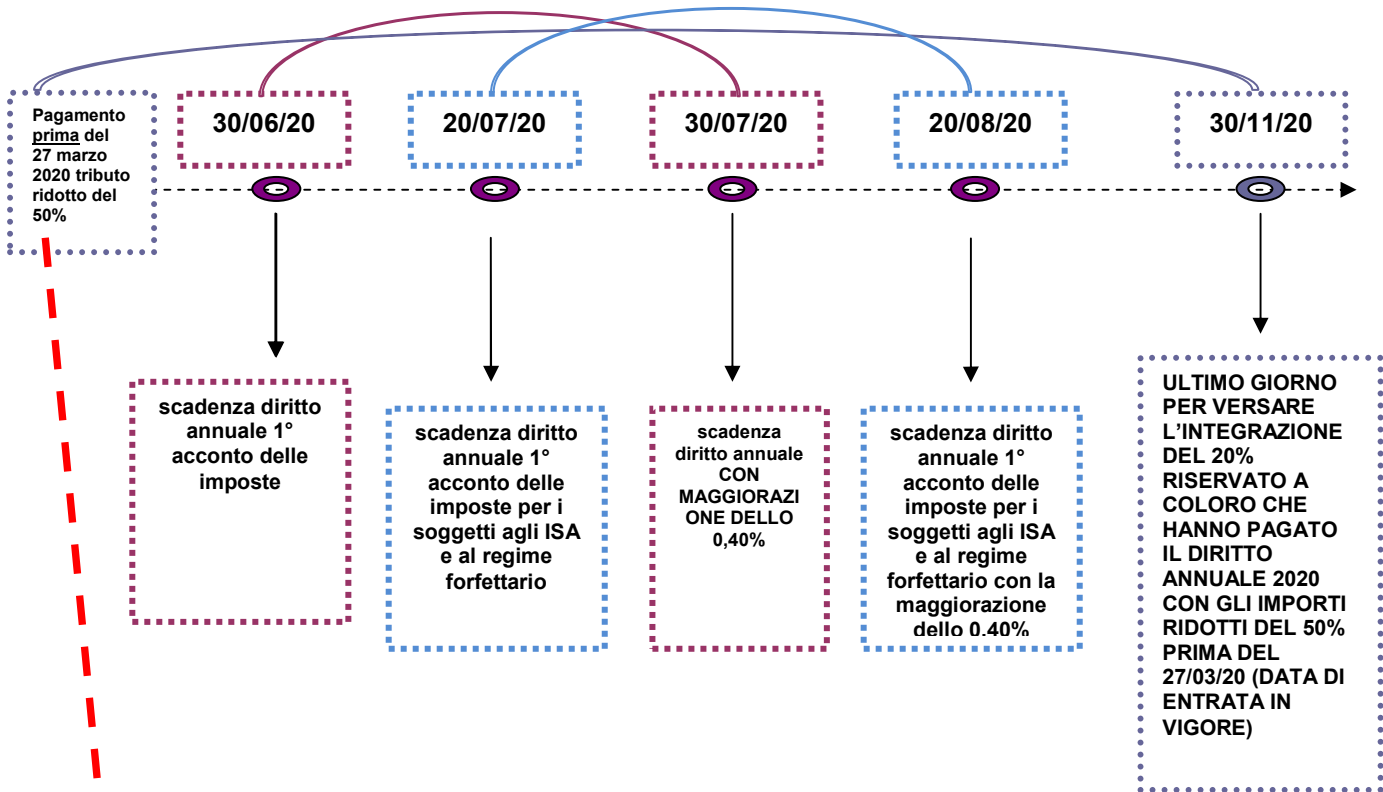 Pagamento
prima del
27 marzo
2020 tributo
ridotto del
50%
30/06/20
20/07/20
30/07/20
20/08/20
30/11/20
scadenza diritto
annuale 1°
acconto delle
imposte
scadenza diritto
annuale 1°
acconto delle
imposte per i
soggetti agli ISA
e al regime
forfettario
scadenza
diritto annuale
CON
MAGGIORAZI
ONE DELLO
0,40%
scadenza diritto
annuale 1°
acconto delle
imposte per i
soggetti agli ISA
e al regime
forfettario con la
maggiorazione
dello 0,40%
ULTIMO GIORNO
PER VERSARE
L'INTEGRAZIONE
DEL 20%
RISERVATO A
COLORO CHE
HANNO PAGATO
IL DIRITTO
ANNUALE 2020
CON GLI IMPORTI
RIDOTTI DEL 50%
PRIMA DEL
27/03/20 (DATA DI
ENTRATA IN
VIGORE)